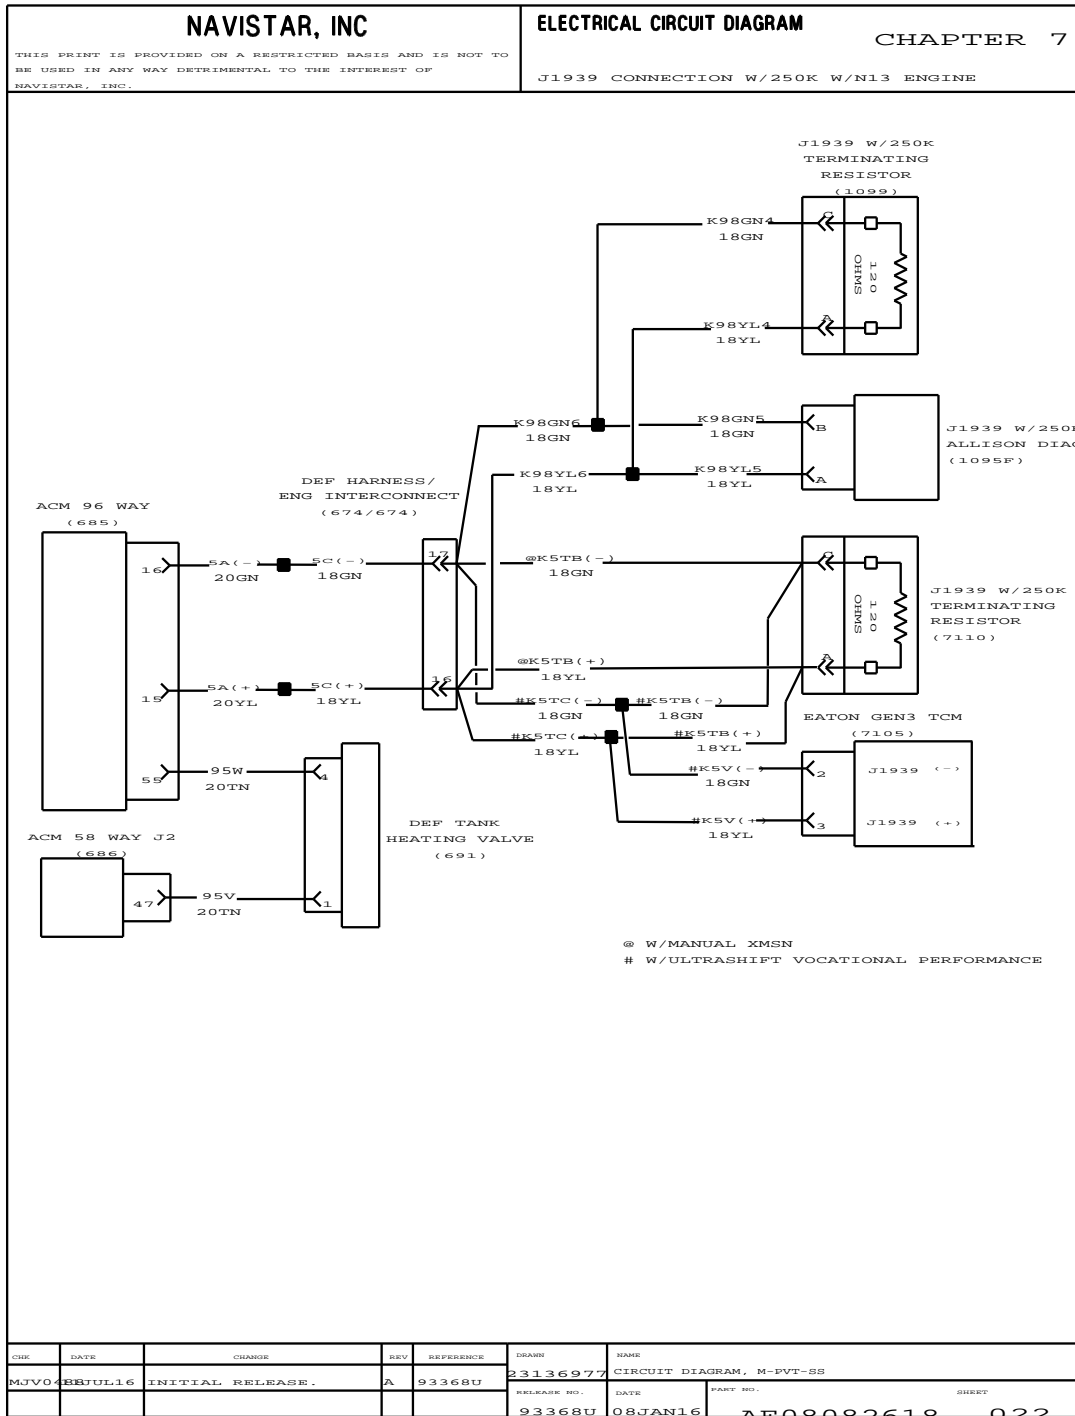 NAVISTAR, INC
THIS PRINT IS PROVIDED ON A RESTRICTED BASIS AND IS NOT TO
BE USED IN ANY WAY DETRIMENTAL TO THE INTEREST OF
NAVISTAR, INC.
ELECTRICAL CIRCUIT DIAGRAM
CHAPTER 7
J1939 CONNECTION W/250K W/N13 ENGINE
J1939 W/250K
TERMINATING
RESISTOR
(1099)
K98GN4
18GN
C
120
OHMS
K98YL4
18YL
A
K98GN6
18GN
K98GN5
18GN
B
J1939 W/250K
ALLISON DIAG
(1095F)
K98YL6
18YL
K98YL5
18YL
A
DEF HARNESS/
ENG INTERCONNECT
(674/674)
ACM 96 WAY
(685)
16
5A(-)
20GN
5C(-)
18GN
17
@K5TB(-)
18GN
C
120
OHMS
J1939 W/250K
TERMINATING
RESISTOR
(7110)
15
5A(+)
20YL
5C(+)
18YL
16
@K5TB(+)
18YL
A
#K5TC(-)
18GN
#K5TB(-)
18GN
#K5TC(+)
18YL
#K5TB(+)
18YL
EATON GEN3 TCM
(7105)
#K5V(-)
18GN
2
J1939 (-)
#K5V(+)
18YL
3
J1939 (+)
55
95W
20TN
4
DEF TANK
HEATING VALVE
(691)
ACM 58 WAY J2
(686)
47
95V
20TN
1
@ W/MANUAL XMSN
# W/ULTRASHIFT VOCATIONAL PERFORMANCE
CHK DATE CHANGE REV REFERENCE
INITIAL RELEASE. A 93368U
DRAWN
23136977
NAME
CIRCUIT DIAGRAM, M-PVT-SS
RELEASE NO.
93368U
DATE
08JAN16
PART NO.
SHEET